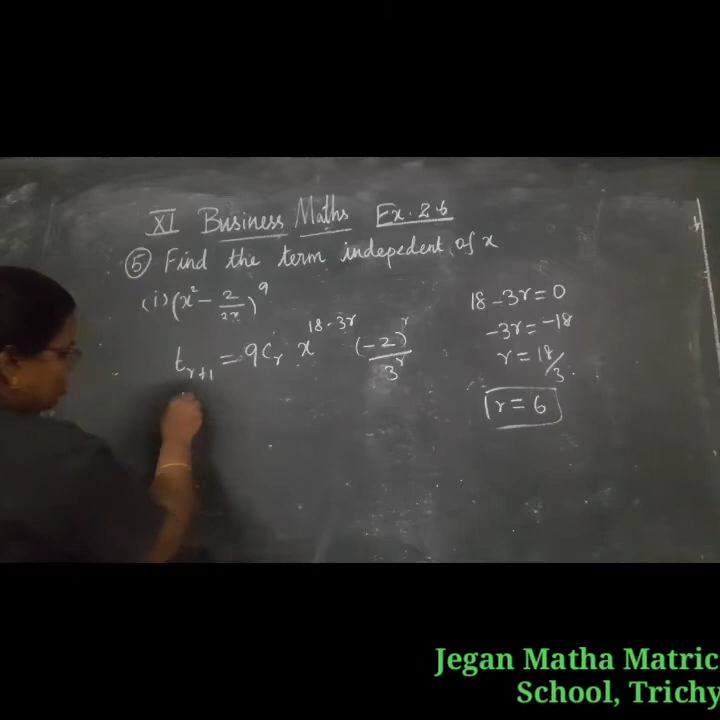 XI Business Maths Ex. 2.6
⑤ Find the term indepedent of x
(i) (x² - 2/2x)⁹
t_{r+1} = 9C_r x^{18-3r} (-2)^r/3^r
18 - 3r = 0
-3r = -18
r = 18/3.
r = 6
Jegan Matha Matric
School, Trichy